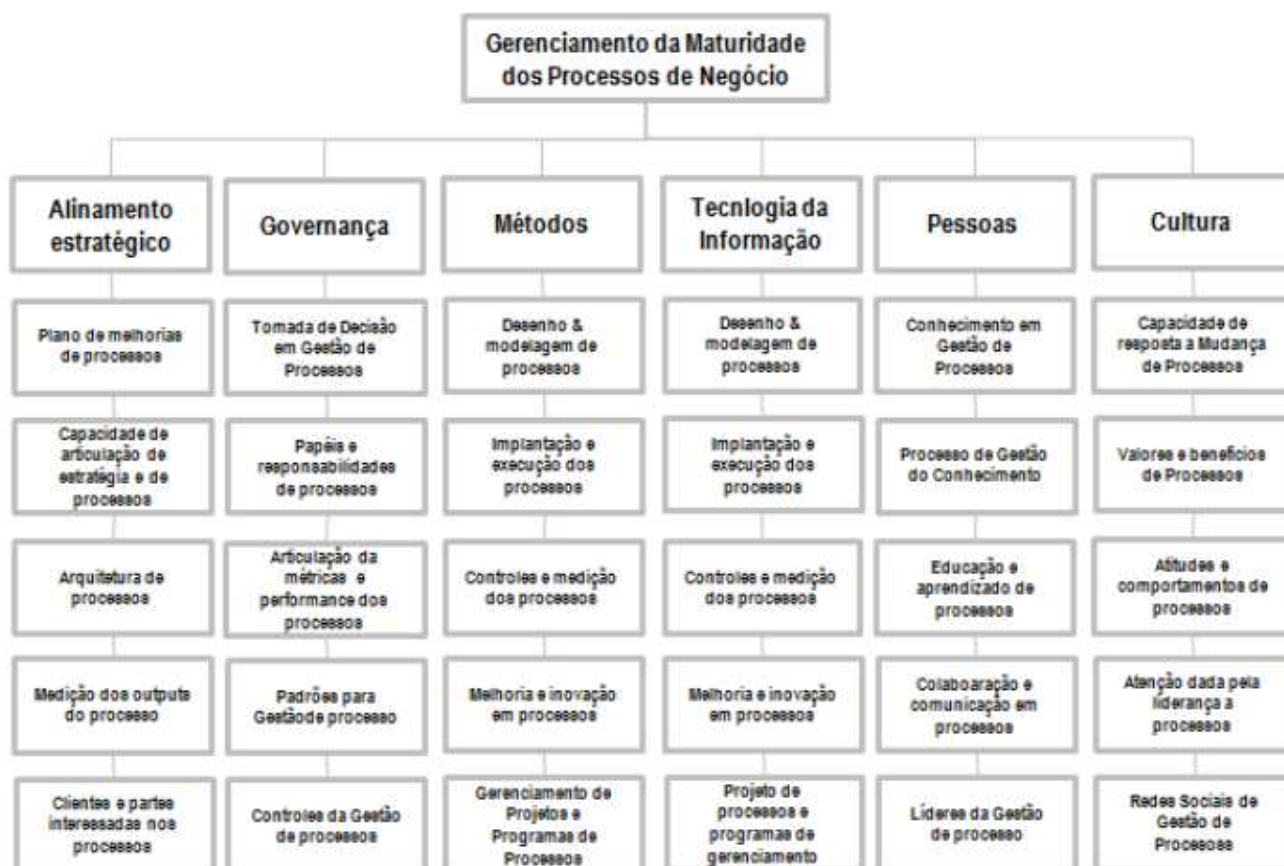 Gerenciamento da Maturidade
dos Processos de Negócio
Alinamento
estratégico
Governança
Métodos
Tecnlogia da
Informação
Pessoas
Cultura
Plano de melhorias
de processos
Tomada de Decisão
em Gestão de
Processos
Desenho &
modelagem de
processos
Desenho &
modelagem de
processos
Conhecimento em
Gestão de
Processos
Capacidade de
resposta a Mudança
de Processos
Capacidade de
articulação de
estratégia e de
processos
Papéis e
responsabilidades
de processos
Implantação e
execução dos
processos
Implantação e
execução dos
processos
Processo de Gestão
do Conhecimento
Valores e benefícios
de Processos
Arquitetura de
processos
Articulação da
métricas e
performance dos
processos
Controles e medição
dos processos
Controles e medição
dos processos
Educação e
aprendizado de
processos
Atitudes e
comportamentos de
processos
Medição dos outputs
do processo
Padrões para
Gestãode processo
Melhoria e inovação
em processos
Melhoria e inovação
em processos
Colaboaração e
comunicação em
processos
Atenção dada pela
liderança a
processos
Clientes e partes
interessadas nos
processos
Controles da Gestão
de processos
Gerenciamento de
Projetos e
Programas de
Processos
Projeto de
processos e
programas de
gerenciamento
Líderes da Gestão
de processo
Redes Sociais de
Gestão de
Processos